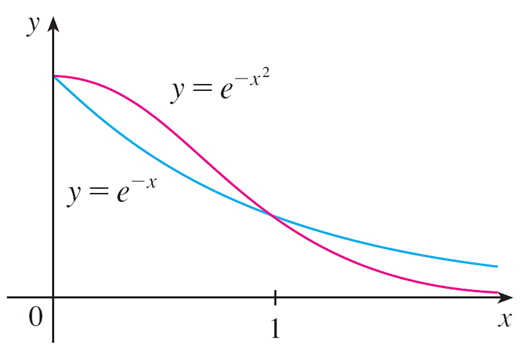 y
y = e^{-x^2}
y = e^{-x}
0
1
x